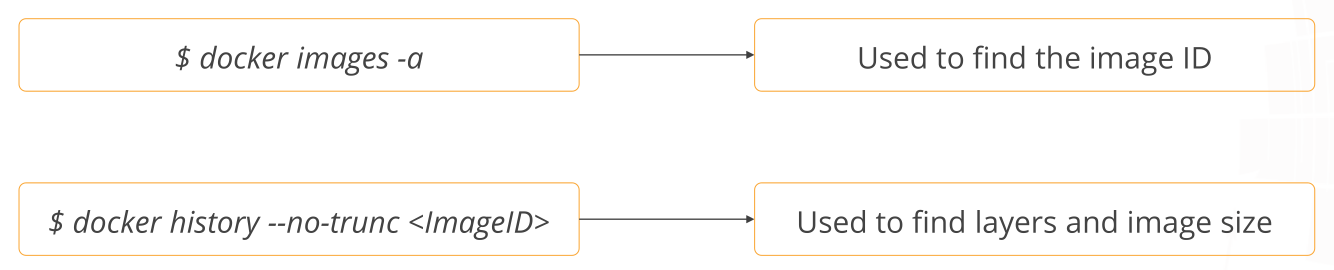 $ docker images -a
Used to find the image ID
$ docker history --no-trunc <ImageID>
Used to find layers and image size